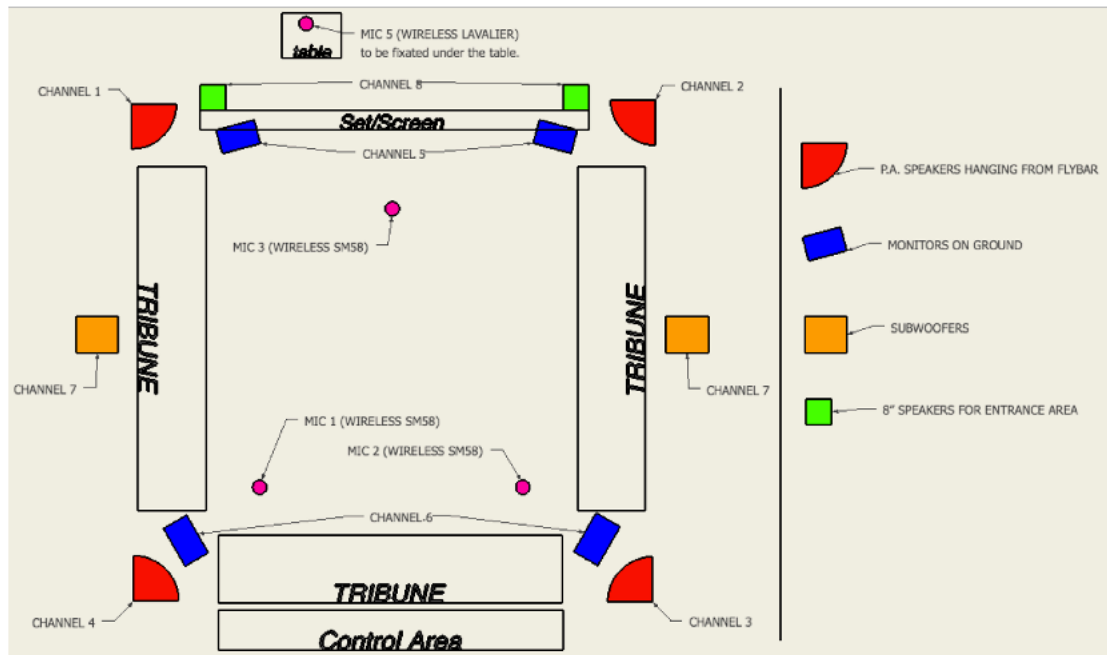 MIC 5 (WIRELESS LAVALIER)
to be fixated under the table.
table
CHANNEL 8
CHANNEL 1
CHANNEL 2
Set/Screen
CHANNEL 5
P.A. SPEAKERS HANGING FROM FLYBAR
MIC 3 (WIRELESS SM58)
MONITORS ON GROUND
TRIBUNE
TRIBUNE
SUBWOOFERS
CHANNEL 7
CHANNEL 7
8" SPEAKERS FOR ENTRANCE AREA
MIC 1 (WIRELESS SM58)
MIC 2 (WIRELESS SM58)
CHANNEL 6
TRIBUNE
CHANNEL 4
CHANNEL 3
Control Area